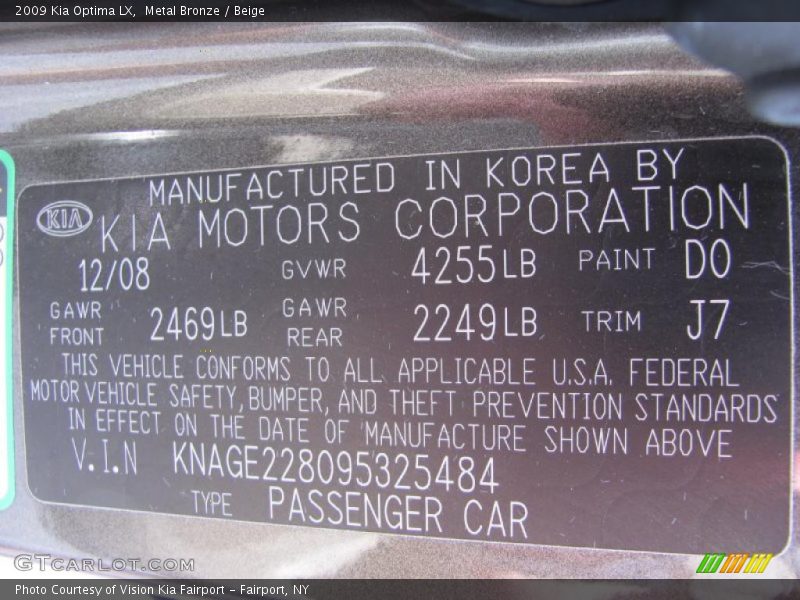 2009 Kia Optima LX, Metal Bronze / Beige
MANUFACTURED IN KOREA BY
KIA KIA MOTORS CORPORATION
12/08 GVWR 4255LB PAINT D0
GAWR FRONT 2469LB GAWR REAR 2249LB TRIM J7
THIS VEHICLE CONFORMS TO ALL APPLICABLE U.S.A. FEDERAL
MOTOR VEHICLE SAFETY, BUMPER, AND THEFT PREVENTION STANDARDS
IN EFFECT ON THE DATE OF MANUFACTURE SHOWN ABOVE
V.I.N KNAGE228095325484
TYPE PASSENGER CAR
GTCARLOT.COM
Photo Courtesy of Vision Kia Fairport - Fairport, NY